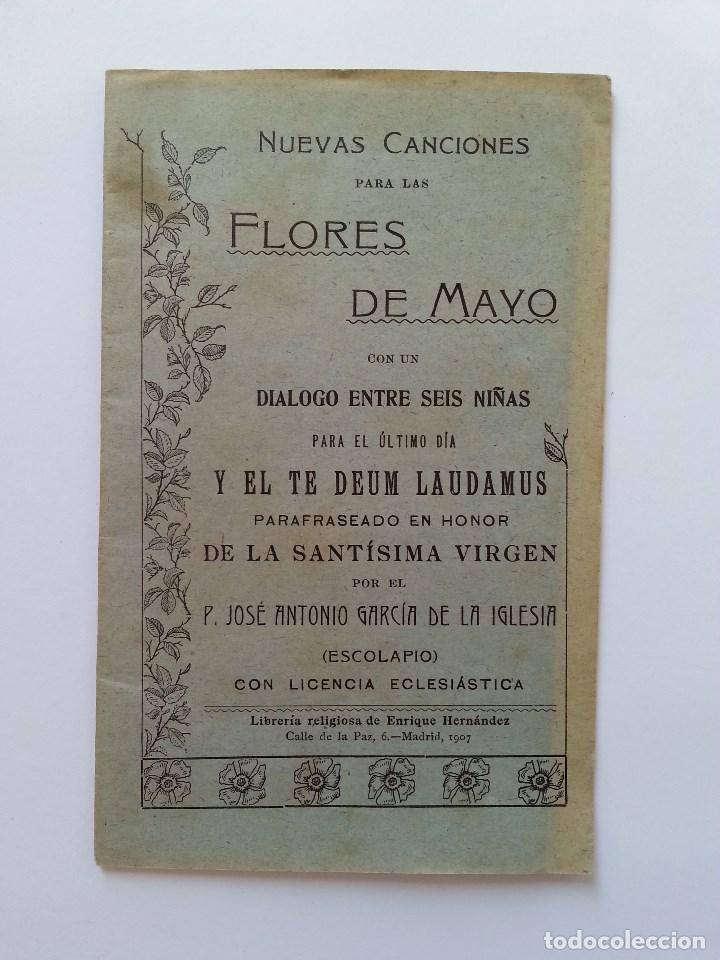 NUEVAS CANCIONES
PARA LAS
FLORES
DE MAYO
CON UN
DIALOGO ENTRE SEIS NIÑAS
PARA EL ÚLTIMO DÍA
Y EL TE DEUM LAUDAMUS
PARAFRASEADO EN HONOR
DE LA SANTÍSIMA VIRGEN
POR EL
P. JOSÉ ANTONIO GARCÍA DE LA IGLESIA
(ESCOLAPIO)
CON LICENCIA ECLESIÁSTICA
Librería religiosa de Enrique Hernández
Calle de la Paz, 6.—Madrid, 1907
todocoleccion